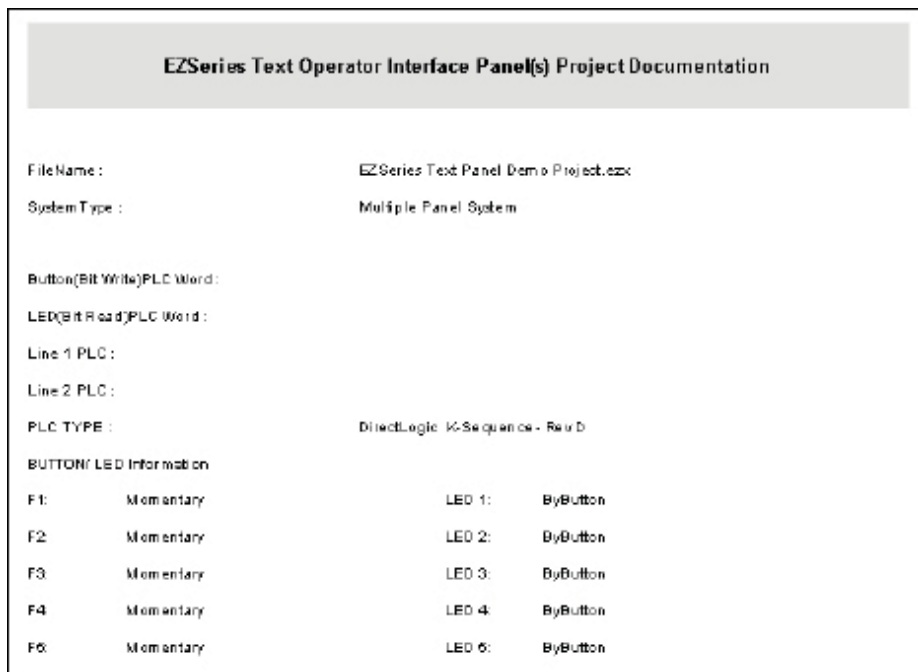 EZSeries Text Operator Interface Panel(s) Project Documentation
FileName : EZSeries Text Panel Demo Project.ezx
SystemType : Multiple Panel System
Button(Bit Write)PLC Word :
LED(Bit Read)PLC Word :
Line 1 PLC :
Line 2 PLC :
PLC TYPE : DirectLogic K-Sequence - Rev D
BUTTON/ LED Information
F1: Momentary LED 1: ByButton
F2: Momentary LED 2: ByButton
F3: Momentary LED 3: ByButton
F4: Momentary LED 4: ByButton
F5: Momentary LED 5: ByButton